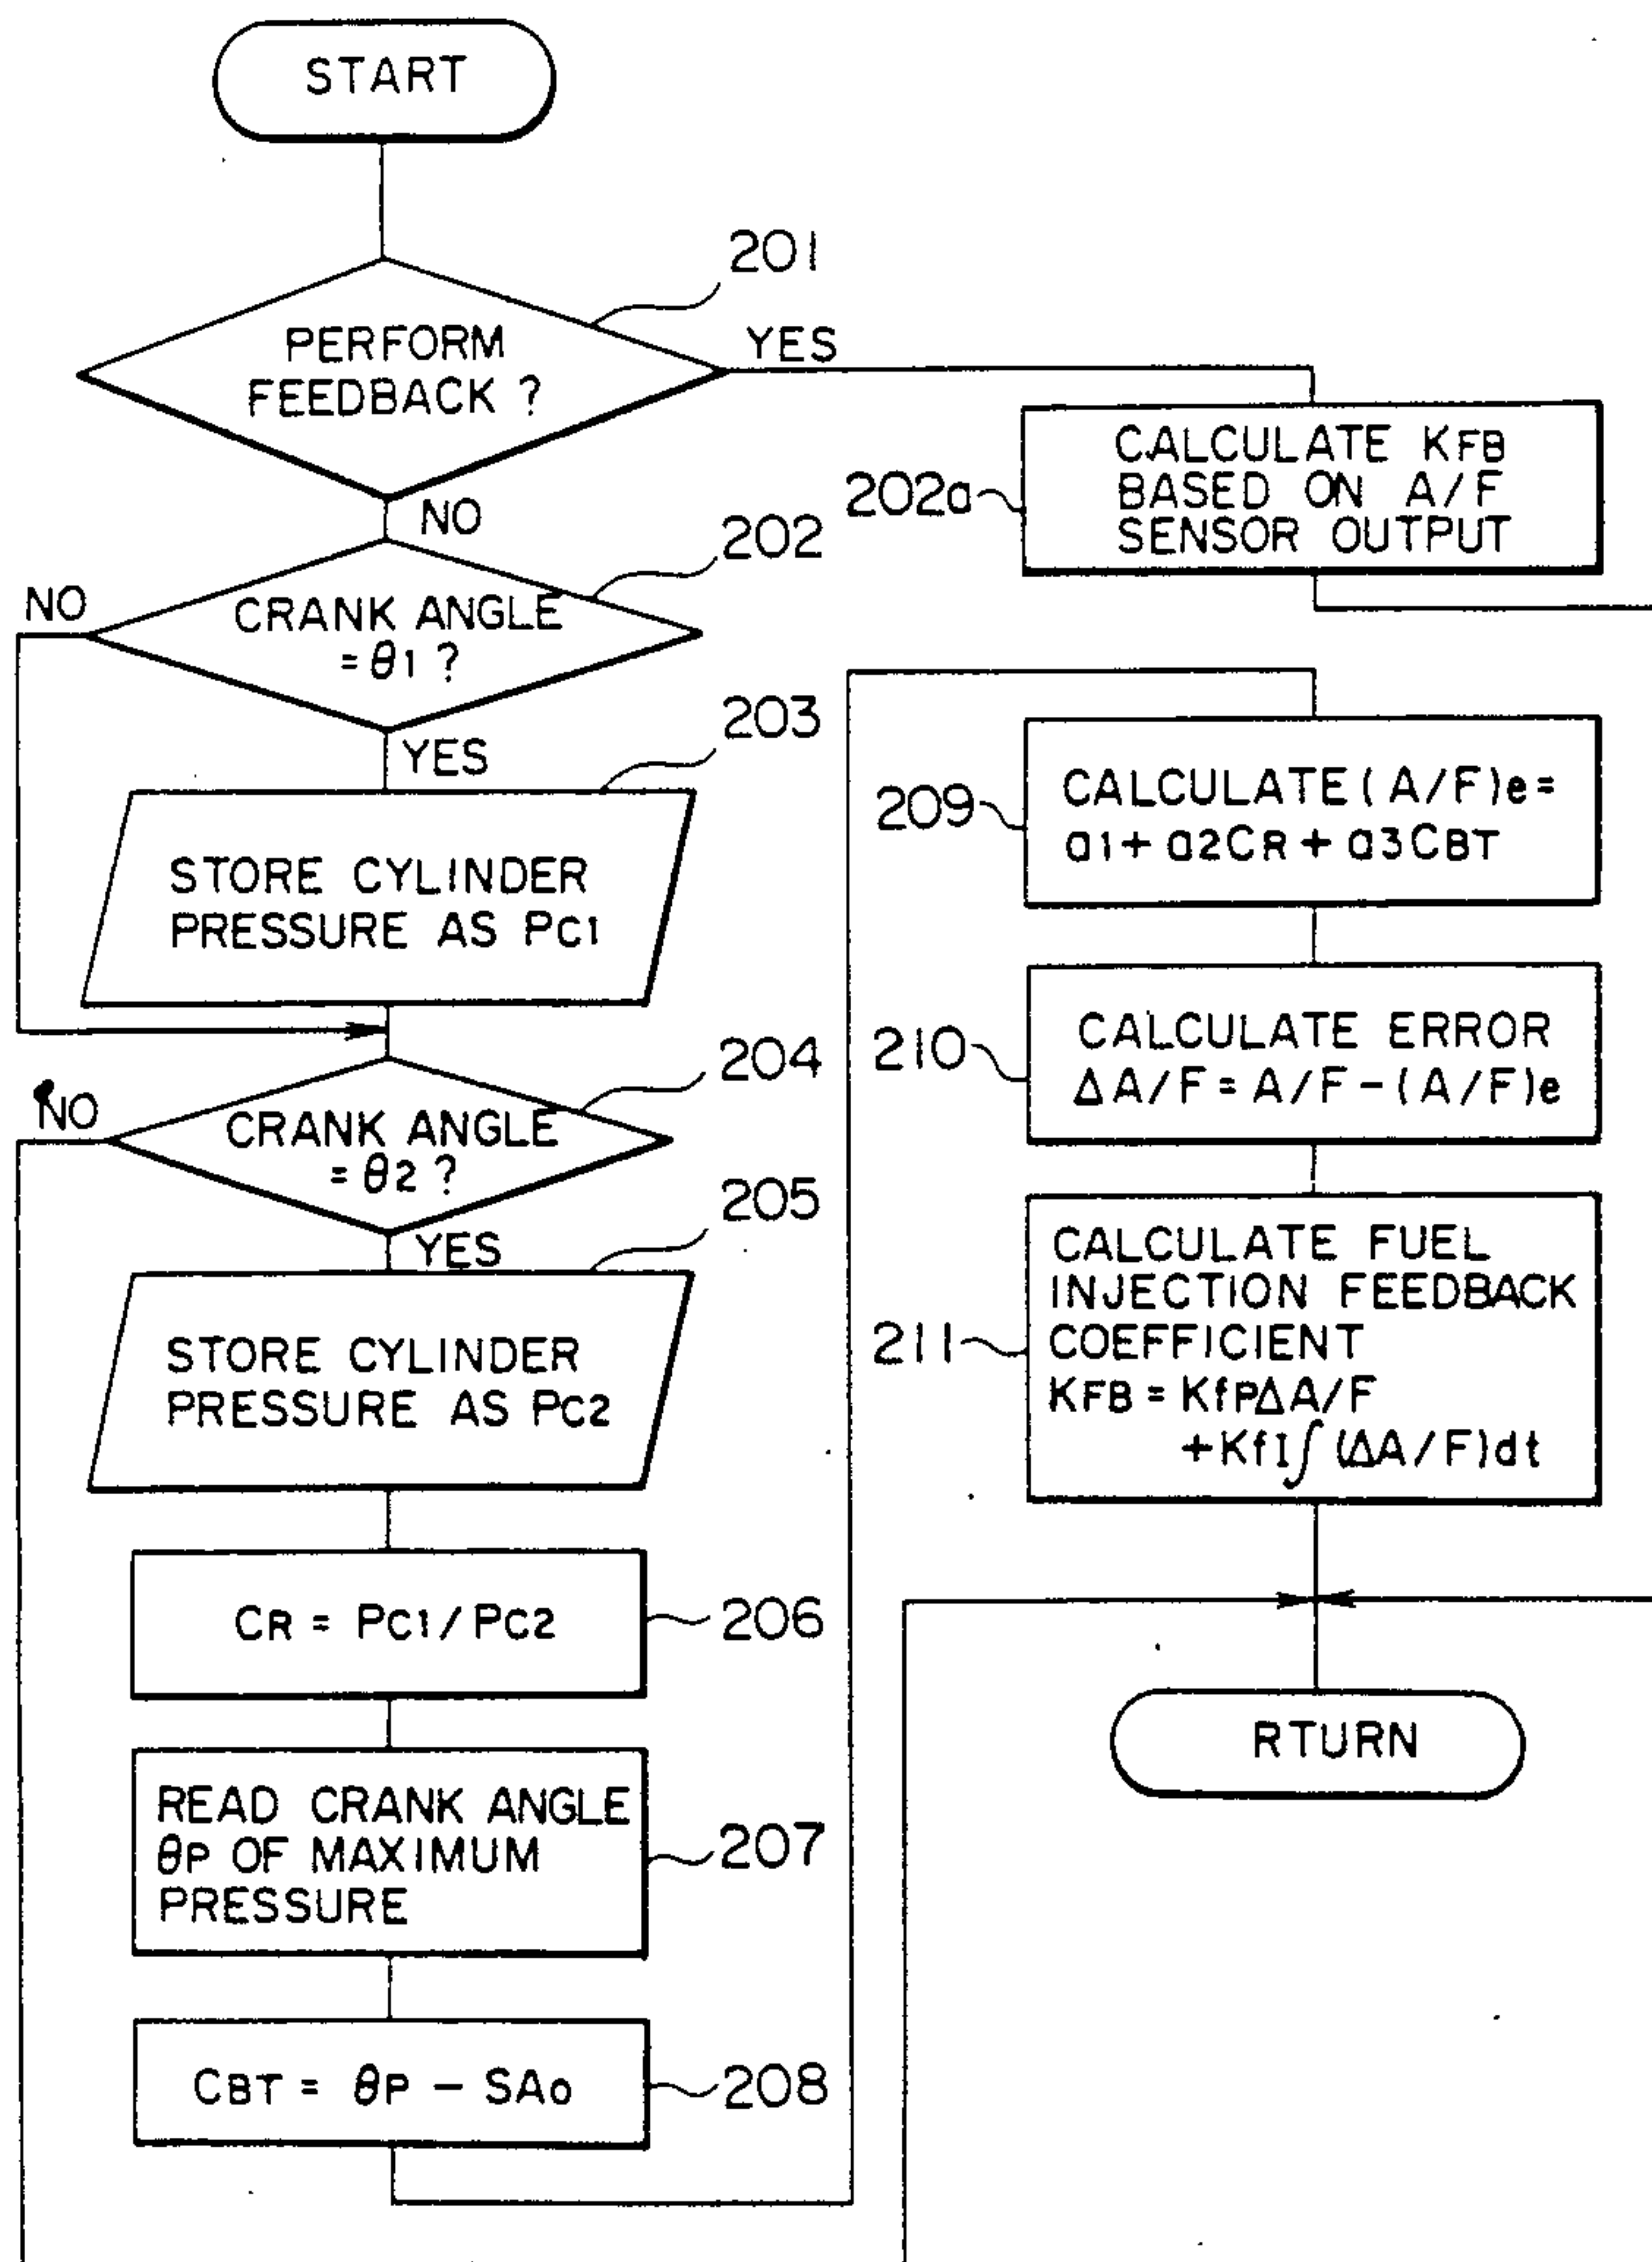 START
201
PERFORM
FEEDBACK ?
YES
NO
CALCULATE KFB
BASED ON A/F
SENSOR OUTPUT
202a
202
NO
CRANK ANGLE
= θ1 ?
YES
203
STORE CYLINDER
PRESSURE AS PC1
204
NO
CRANK ANGLE
= θ2 ?
YES
205
STORE CYLINDER
PRESSURE AS PC2
CR = PC1 / PC2
206
READ CRANK ANGLE
θP OF MAXIMUM
PRESSURE
207
CBT = θP - SAo
208
209
CALCULATE (A/F)e =
a1 + a2CR + a3CBT
210
CALCULATE ERROR
ΔA/F = A/F - (A/F)e
211
CALCULATE FUEL
INJECTION FEEDBACK
COEFFICIENT
KFB = KfPΔA/F
+KfI∫(ΔA/F)dt
RTURN